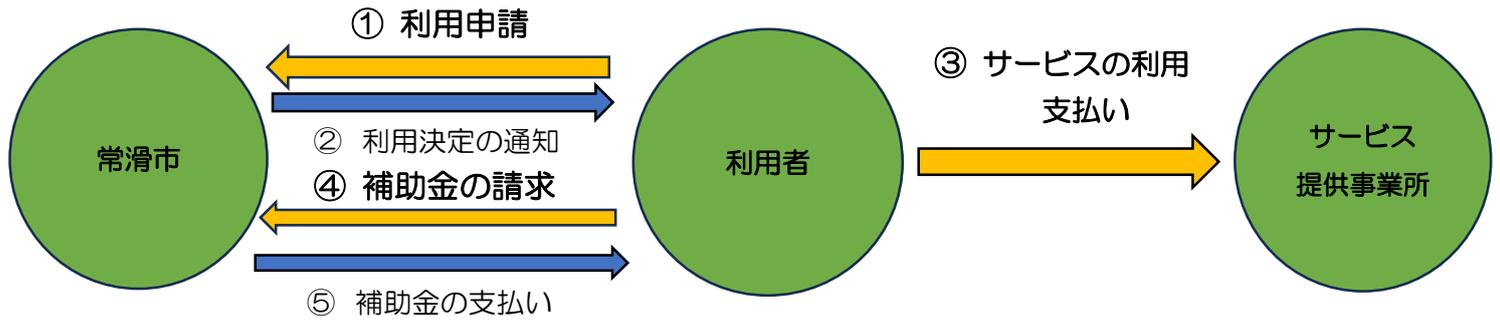 ① 利用申請
② 利用決定の通知
④ 補助金の請求
⑤ 補助金の支払い
常滑市
利用者
③ サービスの利用
支払い
サービス
提供事業所